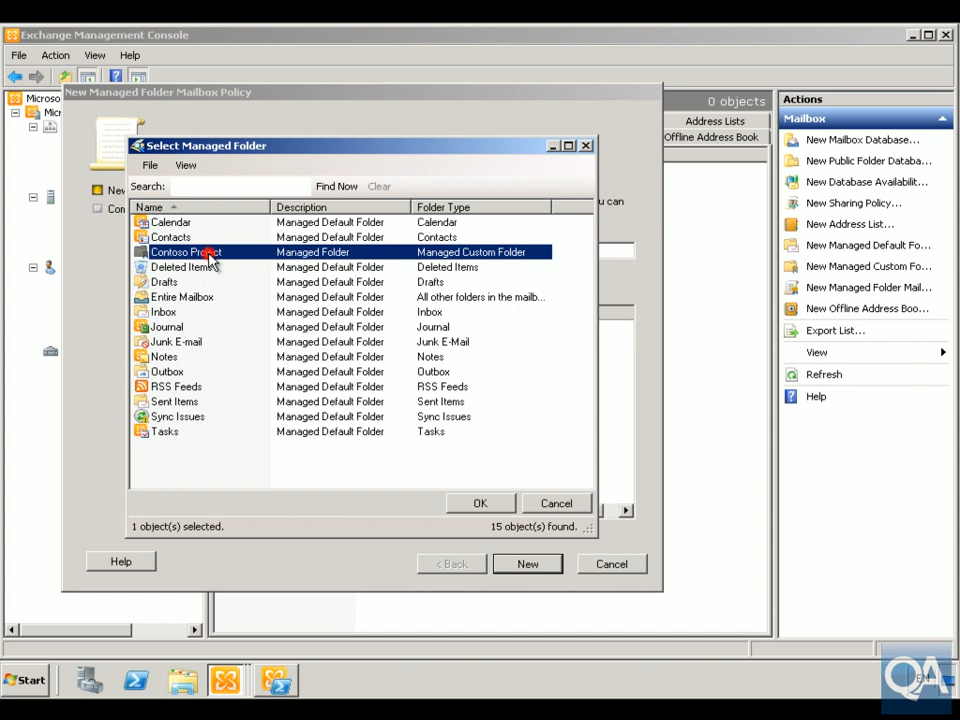 Exchange Management Console
File Action View Help
Microso
Micr
New Managed Folder Mailbox Policy
0 objects
Address Lists
Offline Address Book
New
Con
u can
Select Managed Folder
File View
Search: Find Now Clear
Name Description Folder Type
Calendar Managed Default Folder Calendar
Contacts Managed Default Folder Contacts
Contoso Project Managed Folder Managed Custom Folder
Deleted Items Managed Default Folder Deleted Items
Drafts Managed Default Folder Drafts
Entire Mailbox Managed Default Folder All other folders in the mailb...
Inbox Managed Default Folder Inbox
Journal Managed Default Folder Journal
Junk E-mail Managed Default Folder Junk E-Mail
Notes Managed Default Folder Notes
Outbox Managed Default Folder Outbox
RSS Feeds Managed Default Folder RSS Feeds
Sent Items Managed Default Folder Sent Items
Sync Issues Managed Default Folder Sync Issues
Tasks Managed Default Folder Tasks
OK Cancel
1 object(s) selected. 15 object(s) found.
Help < Back New Cancel
Actions
Mailbox
New Mailbox Database...
New Public Folder Databa...
New Database Availabilit...
New Sharing Policy...
New Address List...
New Managed Default Fo...
New Managed Custom Fo...
New Managed Folder Mail...
New Offline Address Boo...
Export List...
View
Refresh
Help
Start
EN
QA